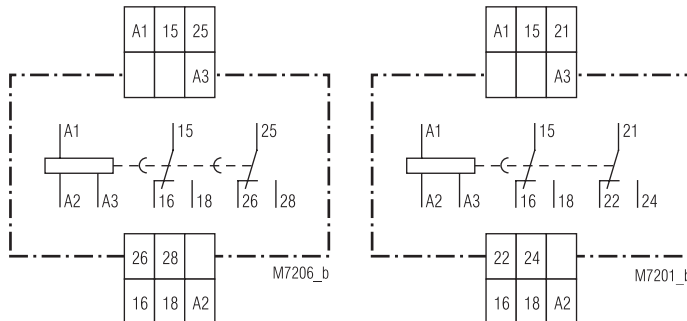 A1 15 25
A3
A1
15
25
A2 A3 16 18 26 28
26 28
M7206_b
16 18 A2
A1 15 21
A3
A1
15
21
A2 A3 16 18 22 24
22 24
M7201_b
16 18 A2